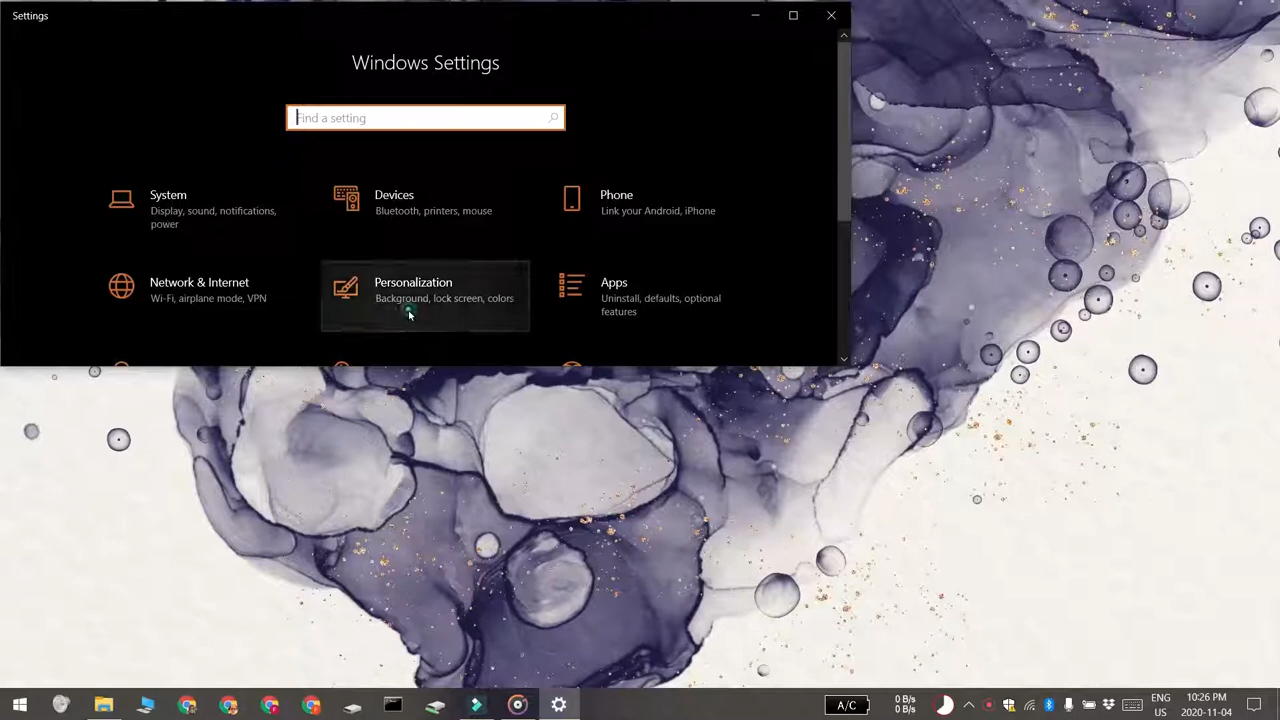 Settings
Windows Settings
Find a setting
System
Display, sound, notifications,
power
Devices
Bluetooth, printers, mouse
Phone
Link your Android, iPhone
Network & Internet
Wi-Fi, airplane mode, VPN
Personalization
Background, lock screen, colors
Apps
Uninstall, defaults, optional
features
A/C
0 B/s
0 B/s
ENG
US
10:26 PM
2020-11-04